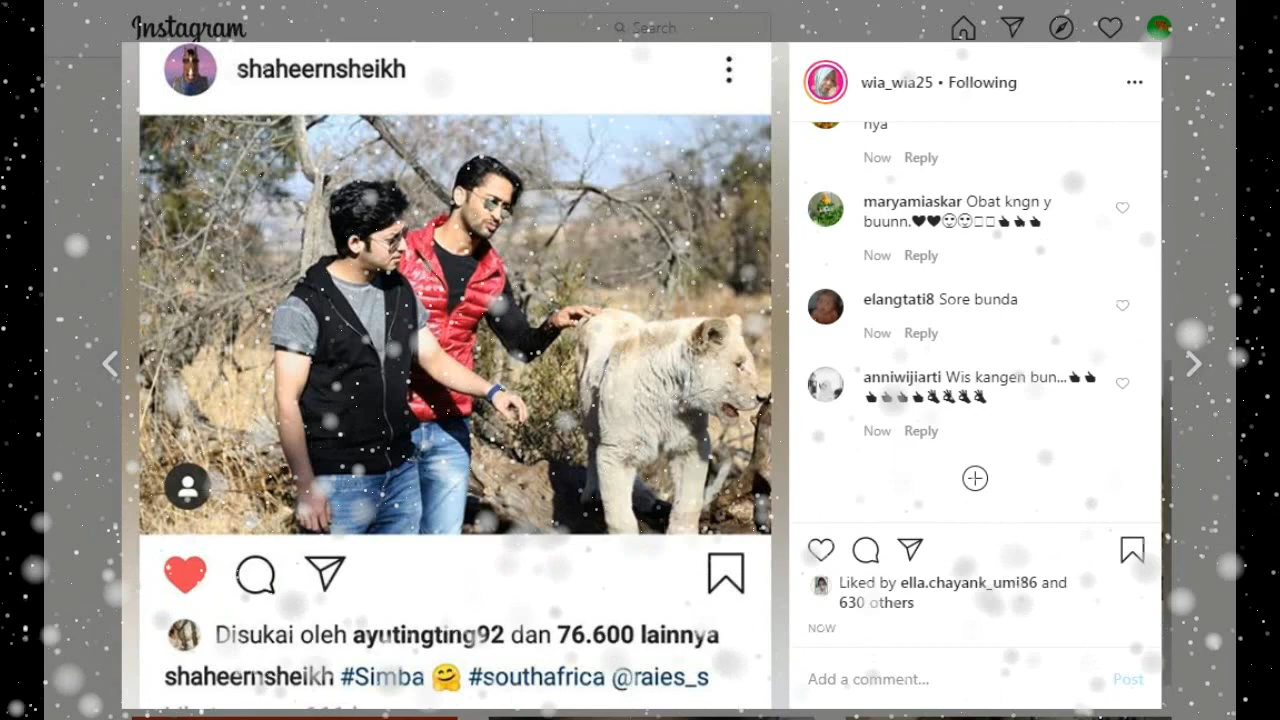 Instagram
Search
shaheernsheikh
Disukai oleh ayutingting92 dan 76.600 lainnya
shaheernsheikh #Simba 🤗 #southafrica @raies_s
wia_wia25 • Following
nya
Now Reply
maryamiaskar Obat kngn y
buunn.
Now Reply
elangtati8 Sore bunda
Now Reply
anniwijiarti Wis kangen bun...
Now Reply
Liked by ella.chayank_umi86 and
630 others
NOW
Add a comment... Post